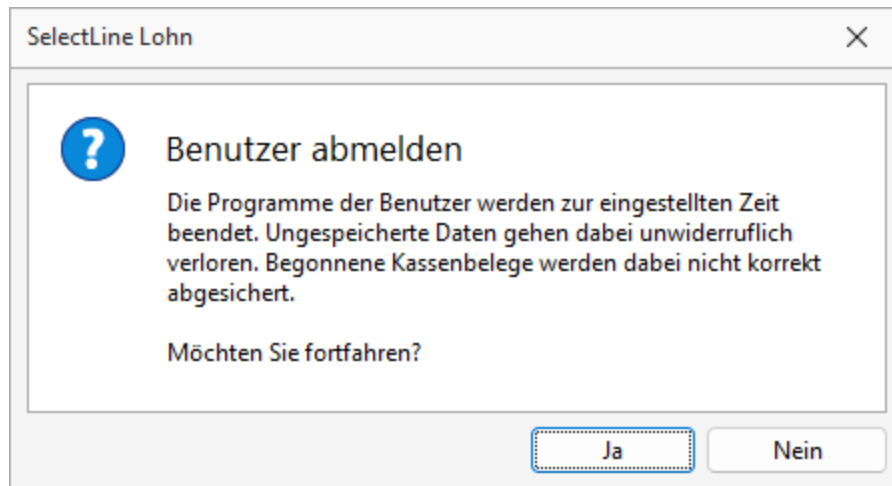 SelectLine Lohn
Benutzer abmelden
Die Programme der Benutzer werden zur eingestellten Zeit
beendet. Ungespeicherte Daten gehen dabei unwiderruflich
verloren. Begonnene Kassenbelege werden dabei nicht korrekt
abgesichert.
Möchten Sie fortfahren?
Ja
Nein